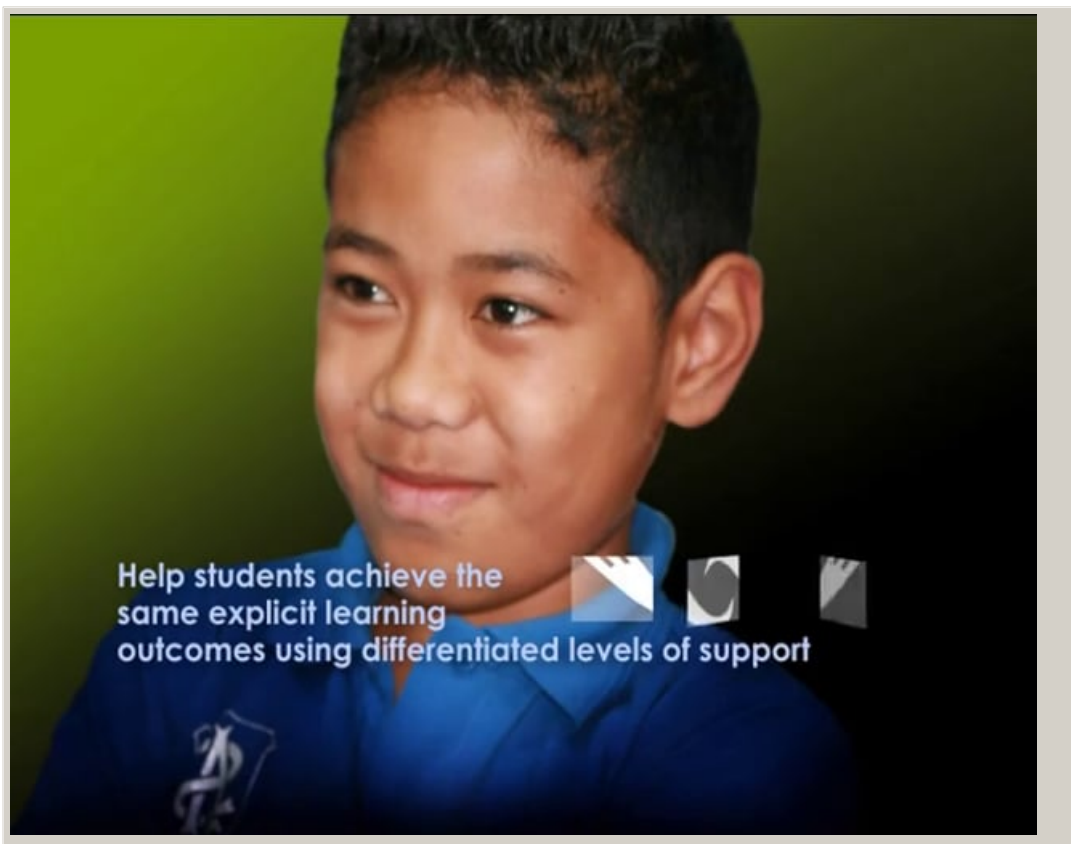 Help students achieve the
same explicit learning
outcomes using differentiated levels of support